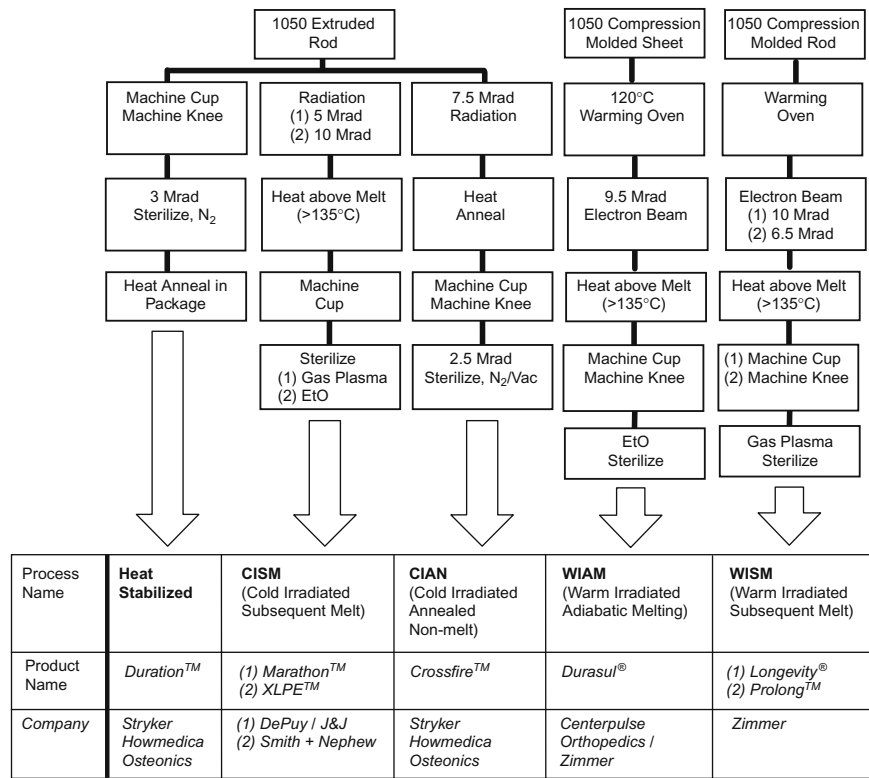 1050 Extruded
Rod
1050 Compression
Molded Sheet
1050 Compression
Molded Rod
Machine Cup
Machine Knee
Radiation
(1) 5 Mrad
(2) 10 Mrad
7.5 Mrad
Radiation
120°C
Warming Oven
Warming
Oven
3 Mrad
Sterilize, N₂
Heat above Melt
(>135°C)
Heat
Anneal
9.5 Mrad
Electron Beam
Electron Beam
(1) 10 Mrad
(2) 6.5 Mrad
Heat Anneal in
Package
Machine
Cup
Machine Cup
Machine Knee
Heat above Melt
(>135°C)
Heat above Melt
(>135°C)
Sterilize
(1) Gas Plasma
(2) EtO
2.5 Mrad
Sterilize, N₂/Vac
Machine Cup
Machine Knee
(1) Machine Cup
(2) Machine Knee
EtO
Sterilize
Gas Plasma
Sterilize
Process
Name
Heat
Stabilized
CISM
(Cold Irradiated
Subsequent Melt)
CIAN
(Cold Irradiated
Annealed
Non-melt)
WIAM
(Warm Irradiated
Adiabatic Melting)
WISM
(Warm Irradiated
Subsequent Melt)
Product
Name
Duration™
(1) Marathon™
(2) XLPE™
Crossfire™
Durasul®
(1) Longevity®
(2) Prolong™
Company
Stryker
Howmedica
Osteonics
(1) DePuy / J&J
(2) Smith + Nephew
Stryker
Howmedica
Osteonics
Centerpulse
Orthopedics /
Zimmer
Zimmer